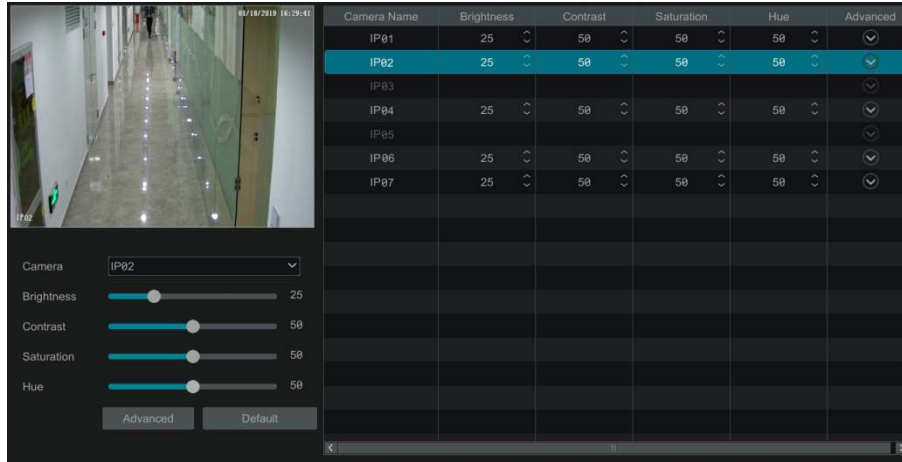 01/18/2019 16:29:41
IP02
Camera IP02
Brightness 25
Contrast 50
Saturation 50
Hue 50
Advanced Default
Camera Name Brightness Contrast Saturation Hue Advanced
IP01 25 50 50 50
IP02 25 50 50 50
IP03
IP04 25 50 50 50
IP05
IP06 25 50 50 50
IP07 25 50 50 50